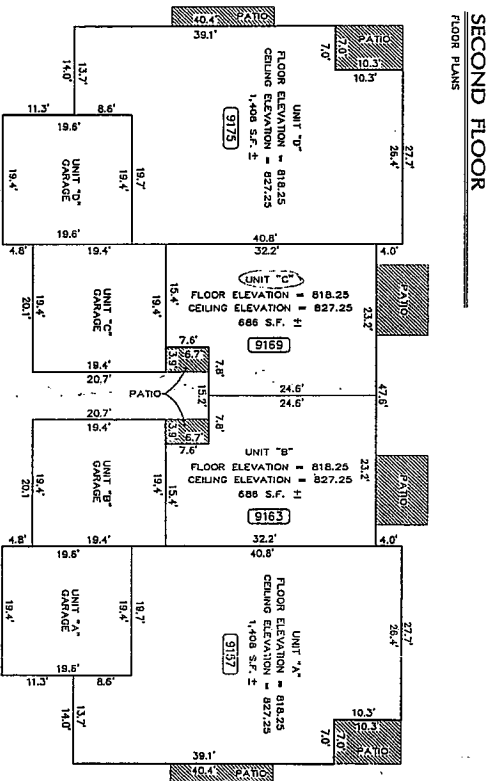 SECOND FLOOR
FLOOR PLANS
40.4' PATIO
39.1'
7.0'
7.0'
PATIO
10.3'
10.3'
13.7'
14.0'
UNIT "D"
FLOOR ELEVATION = 818.25
CEILING ELEVATION = 827.25
1,408 S.F. ±
9175
27.7'
26.4'
11.3'
8.6'
19.6'
19.4'
UNIT "D"
GARAGE
19.4'
19.7'
19.6'
40.8'
4.8'
19.4'
32.2'
4.0'
20.1'
19.4'
UNIT "C"
GARAGE
19.4'
15.4'
UNIT "C"
FLOOR ELEVATION = 818.25
CEILING ELEVATION = 827.25
686 S.F. ±
9169
23.2'
PATIO
7.6'
3.9'
6.7'
7.8'
19.4'
20.7'
PATIO
15.2'
24.6'
24.6'
47.6'
20.7'
19.4'
3.9'
6.7'
7.6'
7.8'
20.1
19.4'
UNIT "B"
GARAGE
19.4'
15.4'
UNIT "B"
FLOOR ELEVATION = 818.25
CEILING ELEVATION = 827.25
686 S.F. ±
9163
23.2'
PATIO
4.8'
19.4'
32.2'
4.0'
19.6'
40.8'
19.4'
UNIT "A"
GARAGE
19.4'
19.7'
19.6'
11.3'
8.6'
UNIT "A"
FLOOR ELEVATION = 818.25
CEILING ELEVATION = 827.25
1,408 S.F. ±
9157
27.7'
26.4'
13.7'
14.0'
10.3'
10.3'
7.0'
7.0'
PATIO
39.1'
40.4' PATIO